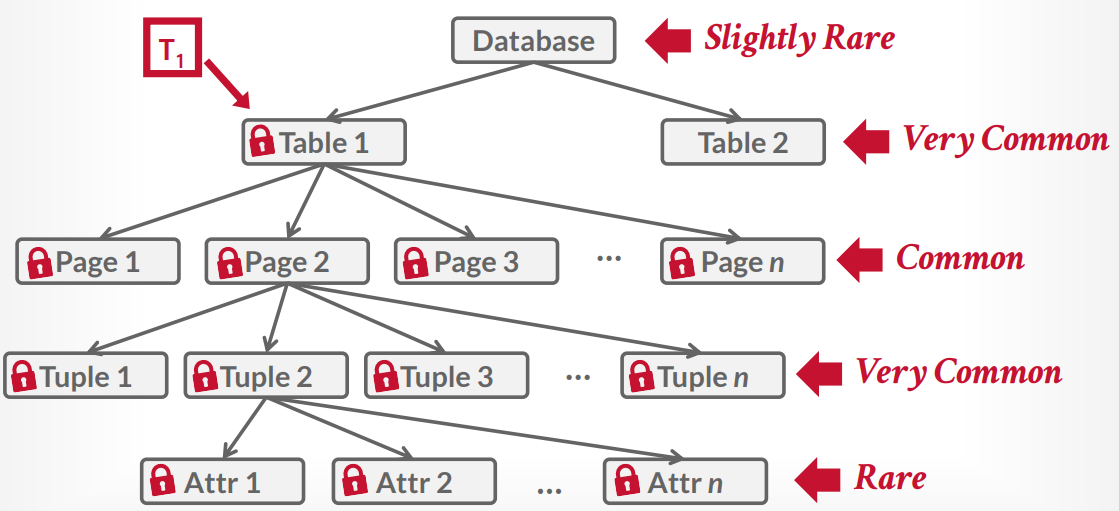 T1
Database
Slightly Rare
Table 1
Table 2
Very Common
Page 1
Page 2
Page 3
...
Page n
Common
Tuple 1
Tuple 2
Tuple 3
...
Tuple n
Very Common
Attr 1
Attr 2
...
Attr n
Rare